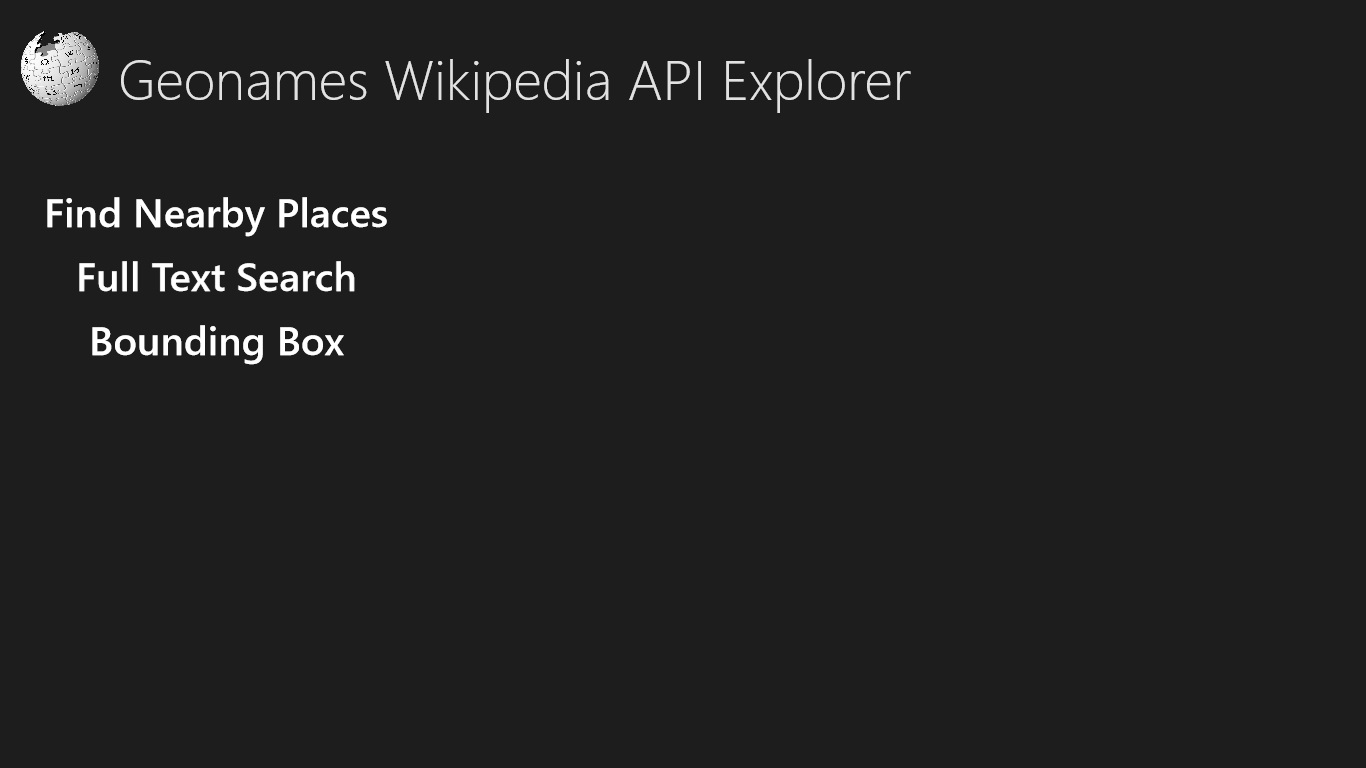 Geonames Wikipedia API Explorer
Find Nearby Places
Full Text Search
Bounding Box